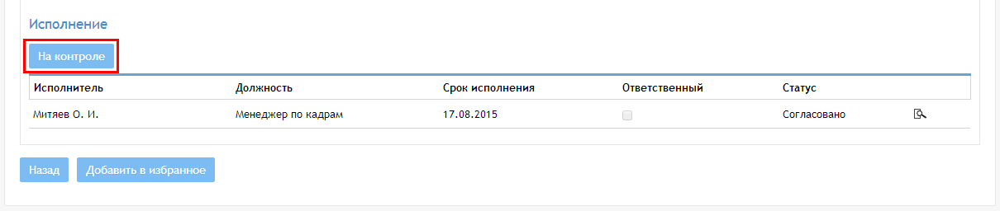 Исполнение
На контроле
Исполнитель Должность Срок исполнения Ответственный Статус
Митяев О. И. Менеджер по кадрам 17.08.2015 Согласовано
Назад Добавить в избранное